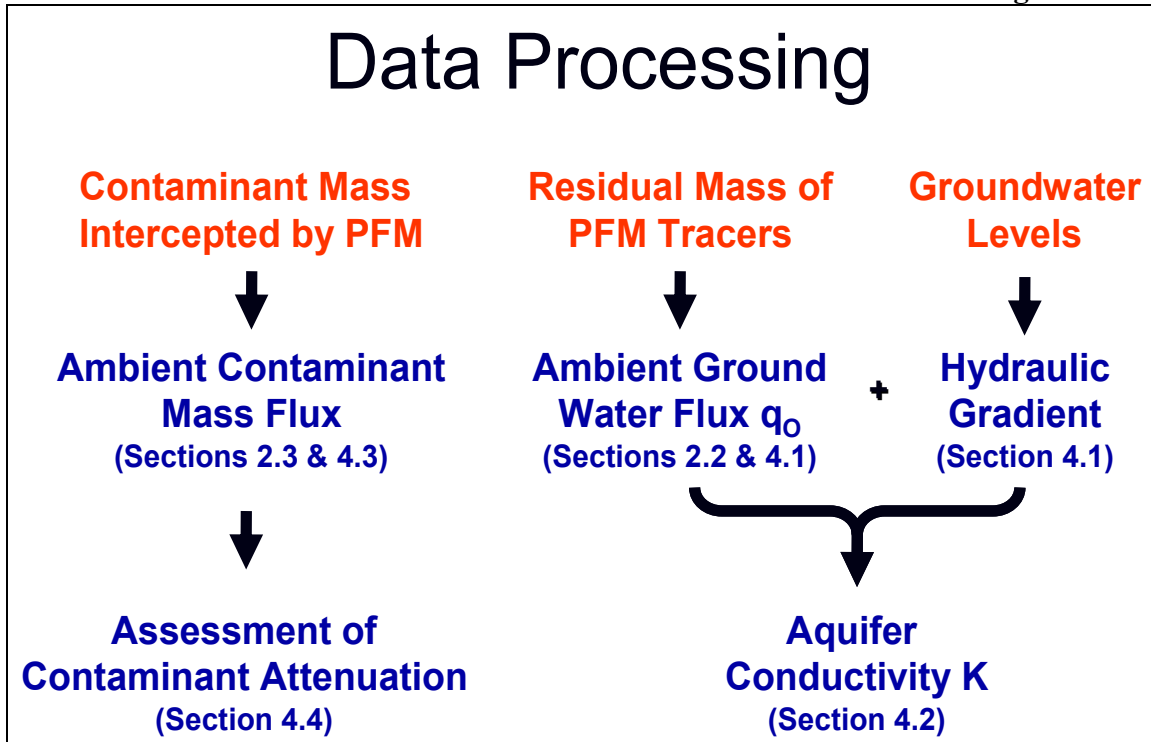 Data Processing
Contaminant Mass
Intercepted by PFM
Residual Mass of
PFM Tracers
Groundwater
Levels
Ambient Contaminant
Mass Flux
(Sections 2.3 & 4.3)
Ambient Ground
Water Flux qO
(Sections 2.2 & 4.1)
+
Hydraulic
Gradient
(Section 4.1)
Assessment of
Contaminant Attenuation
(Section 4.4)
Aquifer
Conductivity K
(Section 4.2)